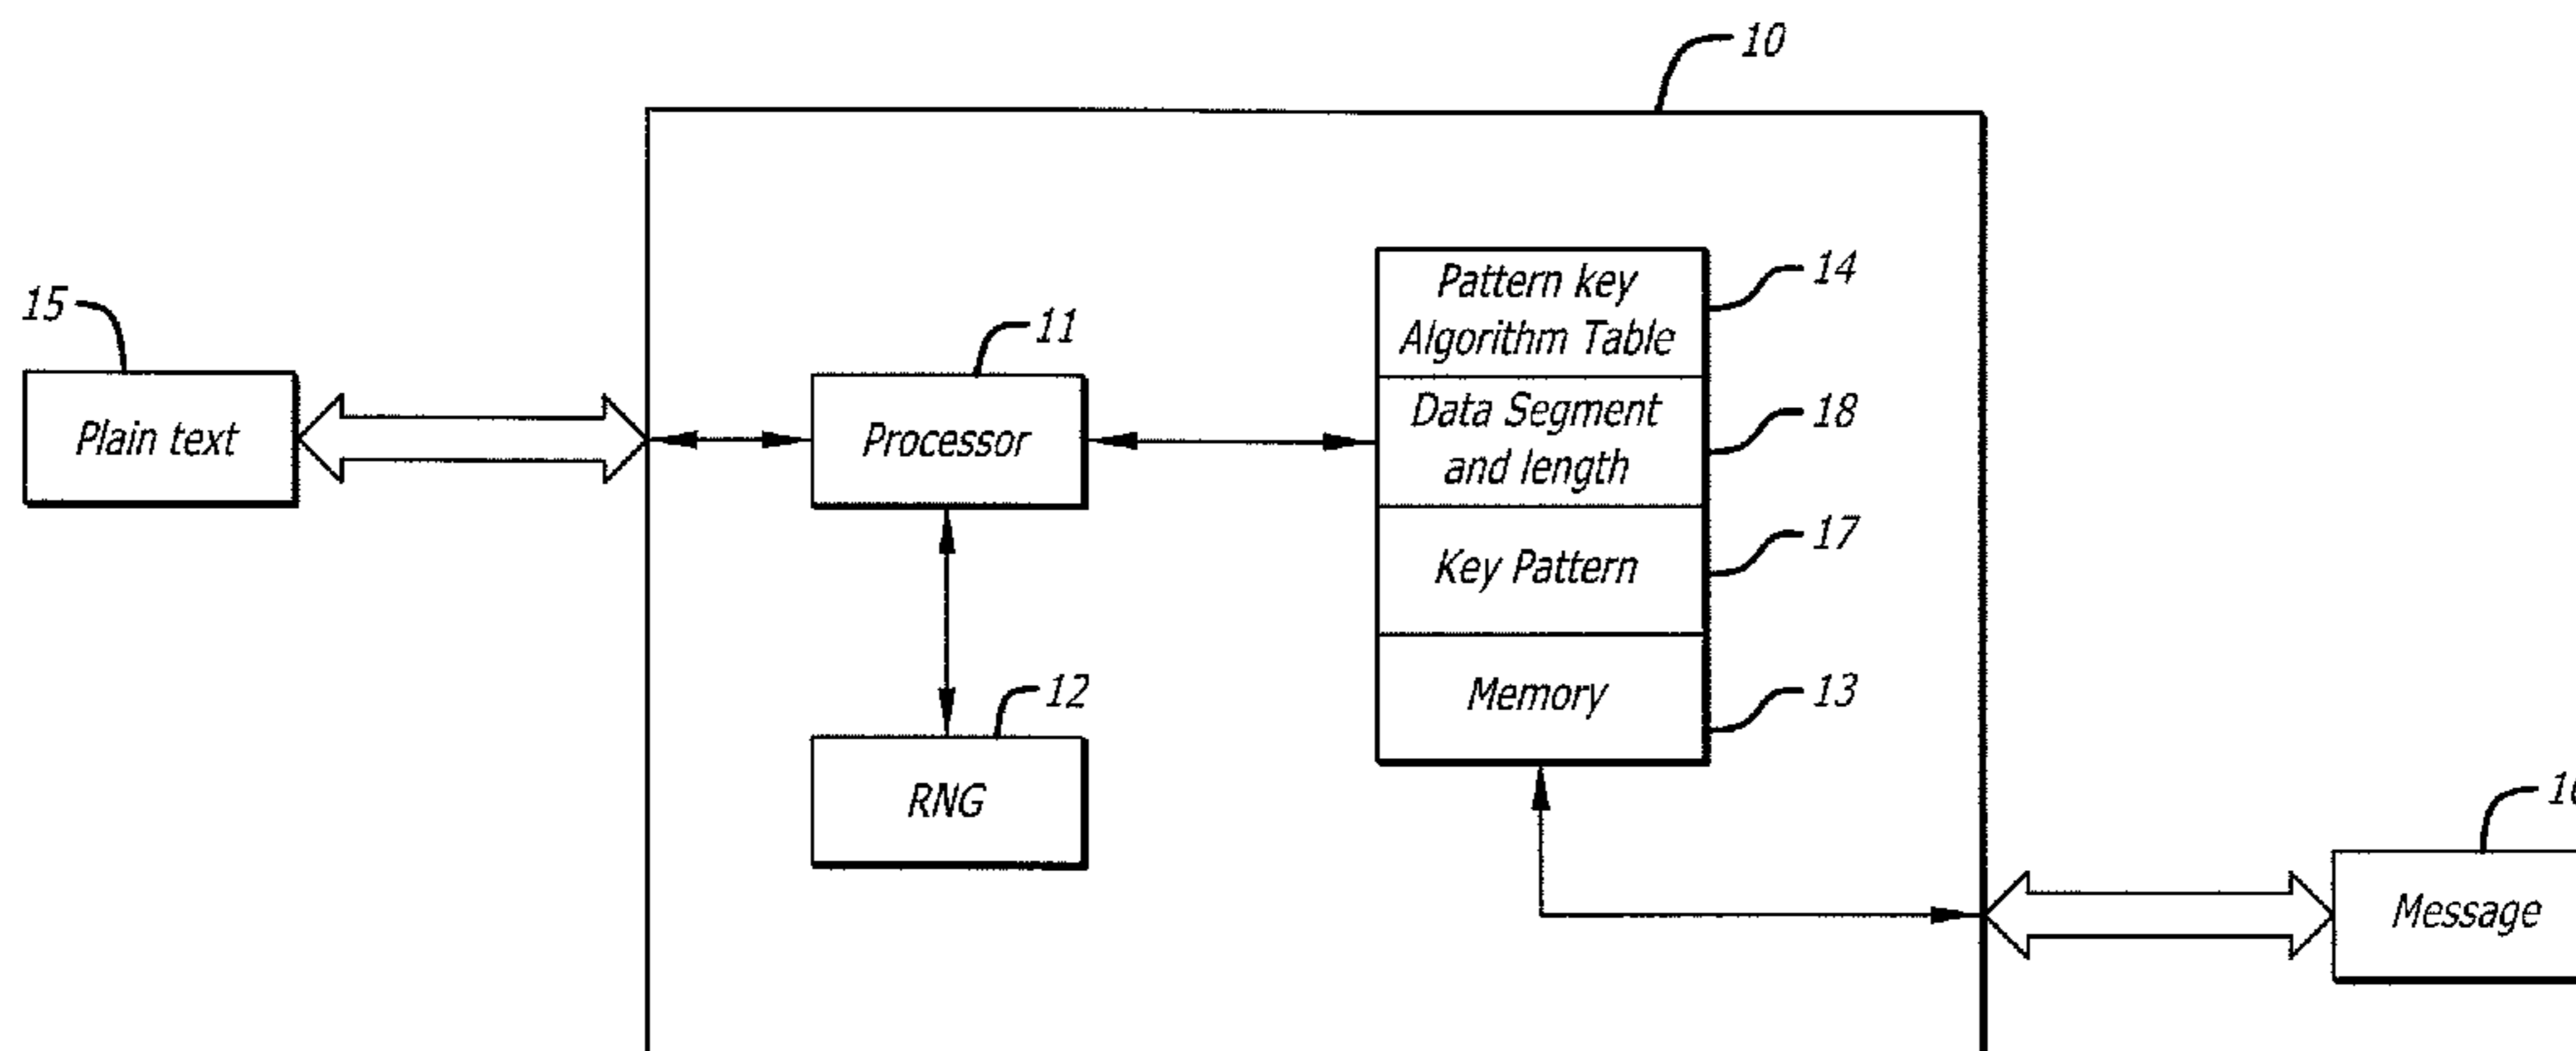 10
14
Pattern key
Algorithm Table
15
11
18
Data Segment
and length
Plain text
Processor
17
Key Pattern
12
13
Memory
RNG
Message